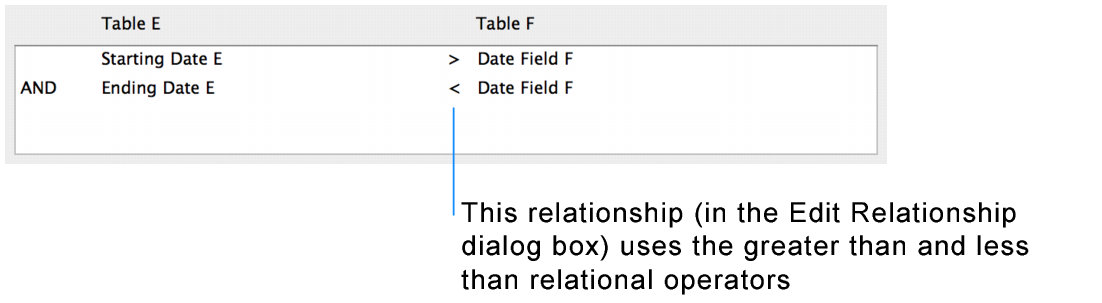 Table E Table F
Starting Date E > Date Field F
AND Ending Date E < Date Field F
This relationship (in the Edit Relationship
dialog box) uses the greater than and less
than relational operators